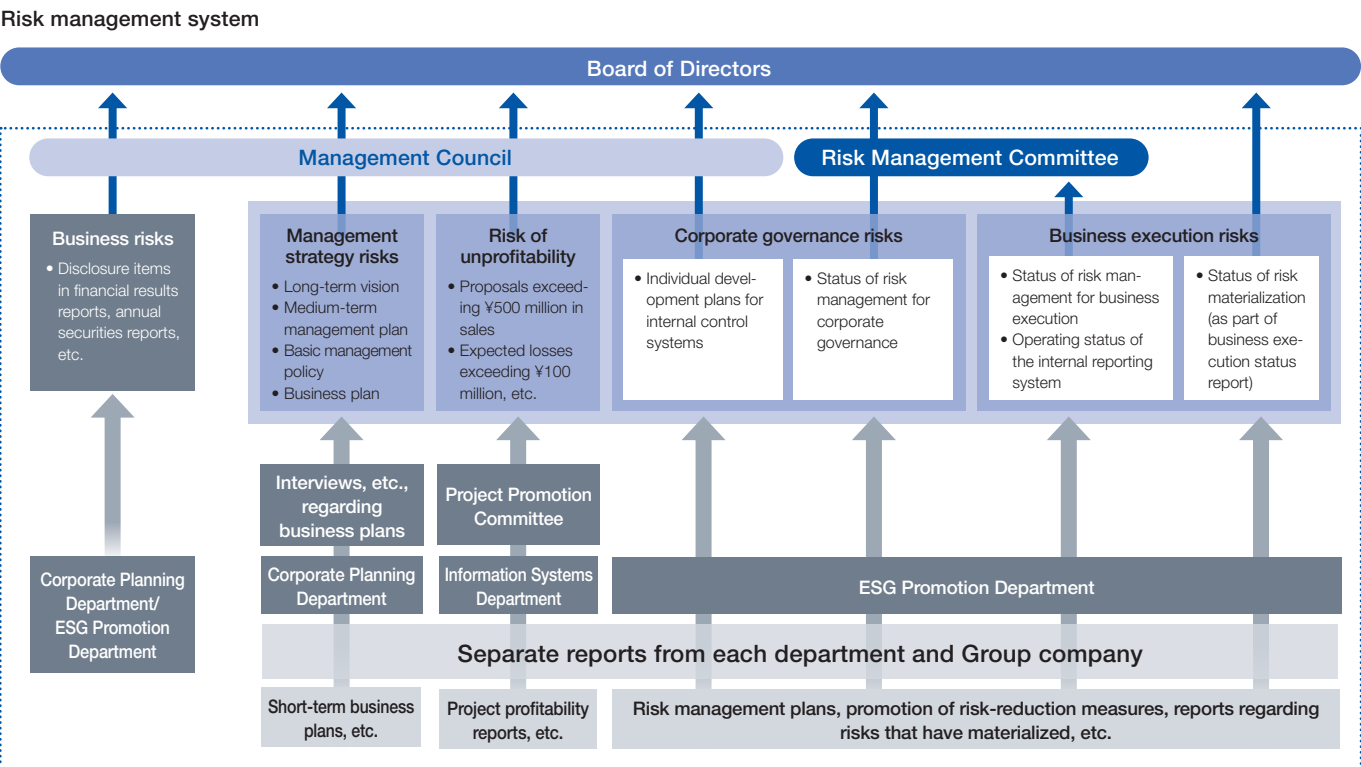 Risk management system
Board of Directors
Management Council
Risk Management Committee
Business risks
• Disclosure items
in financial results
reports, annual
securities reports,
etc.
Management
strategy risks
• Long-term vision
• Medium-term
management plan
• Basic management
policy
• Business plan
Risk of
unprofitability
• Proposals exceed-
ing ¥500 million in
sales
• Expected losses
exceeding ¥100
million, etc.
Corporate governance risks
• Individual devel-
opment plans for
internal control
systems
• Status of risk
management for
corporate
governance
Business execution risks
• Status of risk man-
agement for business
execution
• Operating status of
the internal reporting
system
• Status of risk
materialization
(as part of
business exe-
cution status
report)
Interviews, etc.,
regarding
business plans
Project Promotion
Committee
Corporate Planning
Department/
ESG Promotion
Department
Corporate Planning
Department
Information Systems
Department
ESG Promotion Department
Separate reports from each department and Group company
Short-term business
plans, etc.
Project profitability
reports, etc.
Risk management plans, promotion of risk-reduction measures, reports regarding
risks that have materialized, etc.